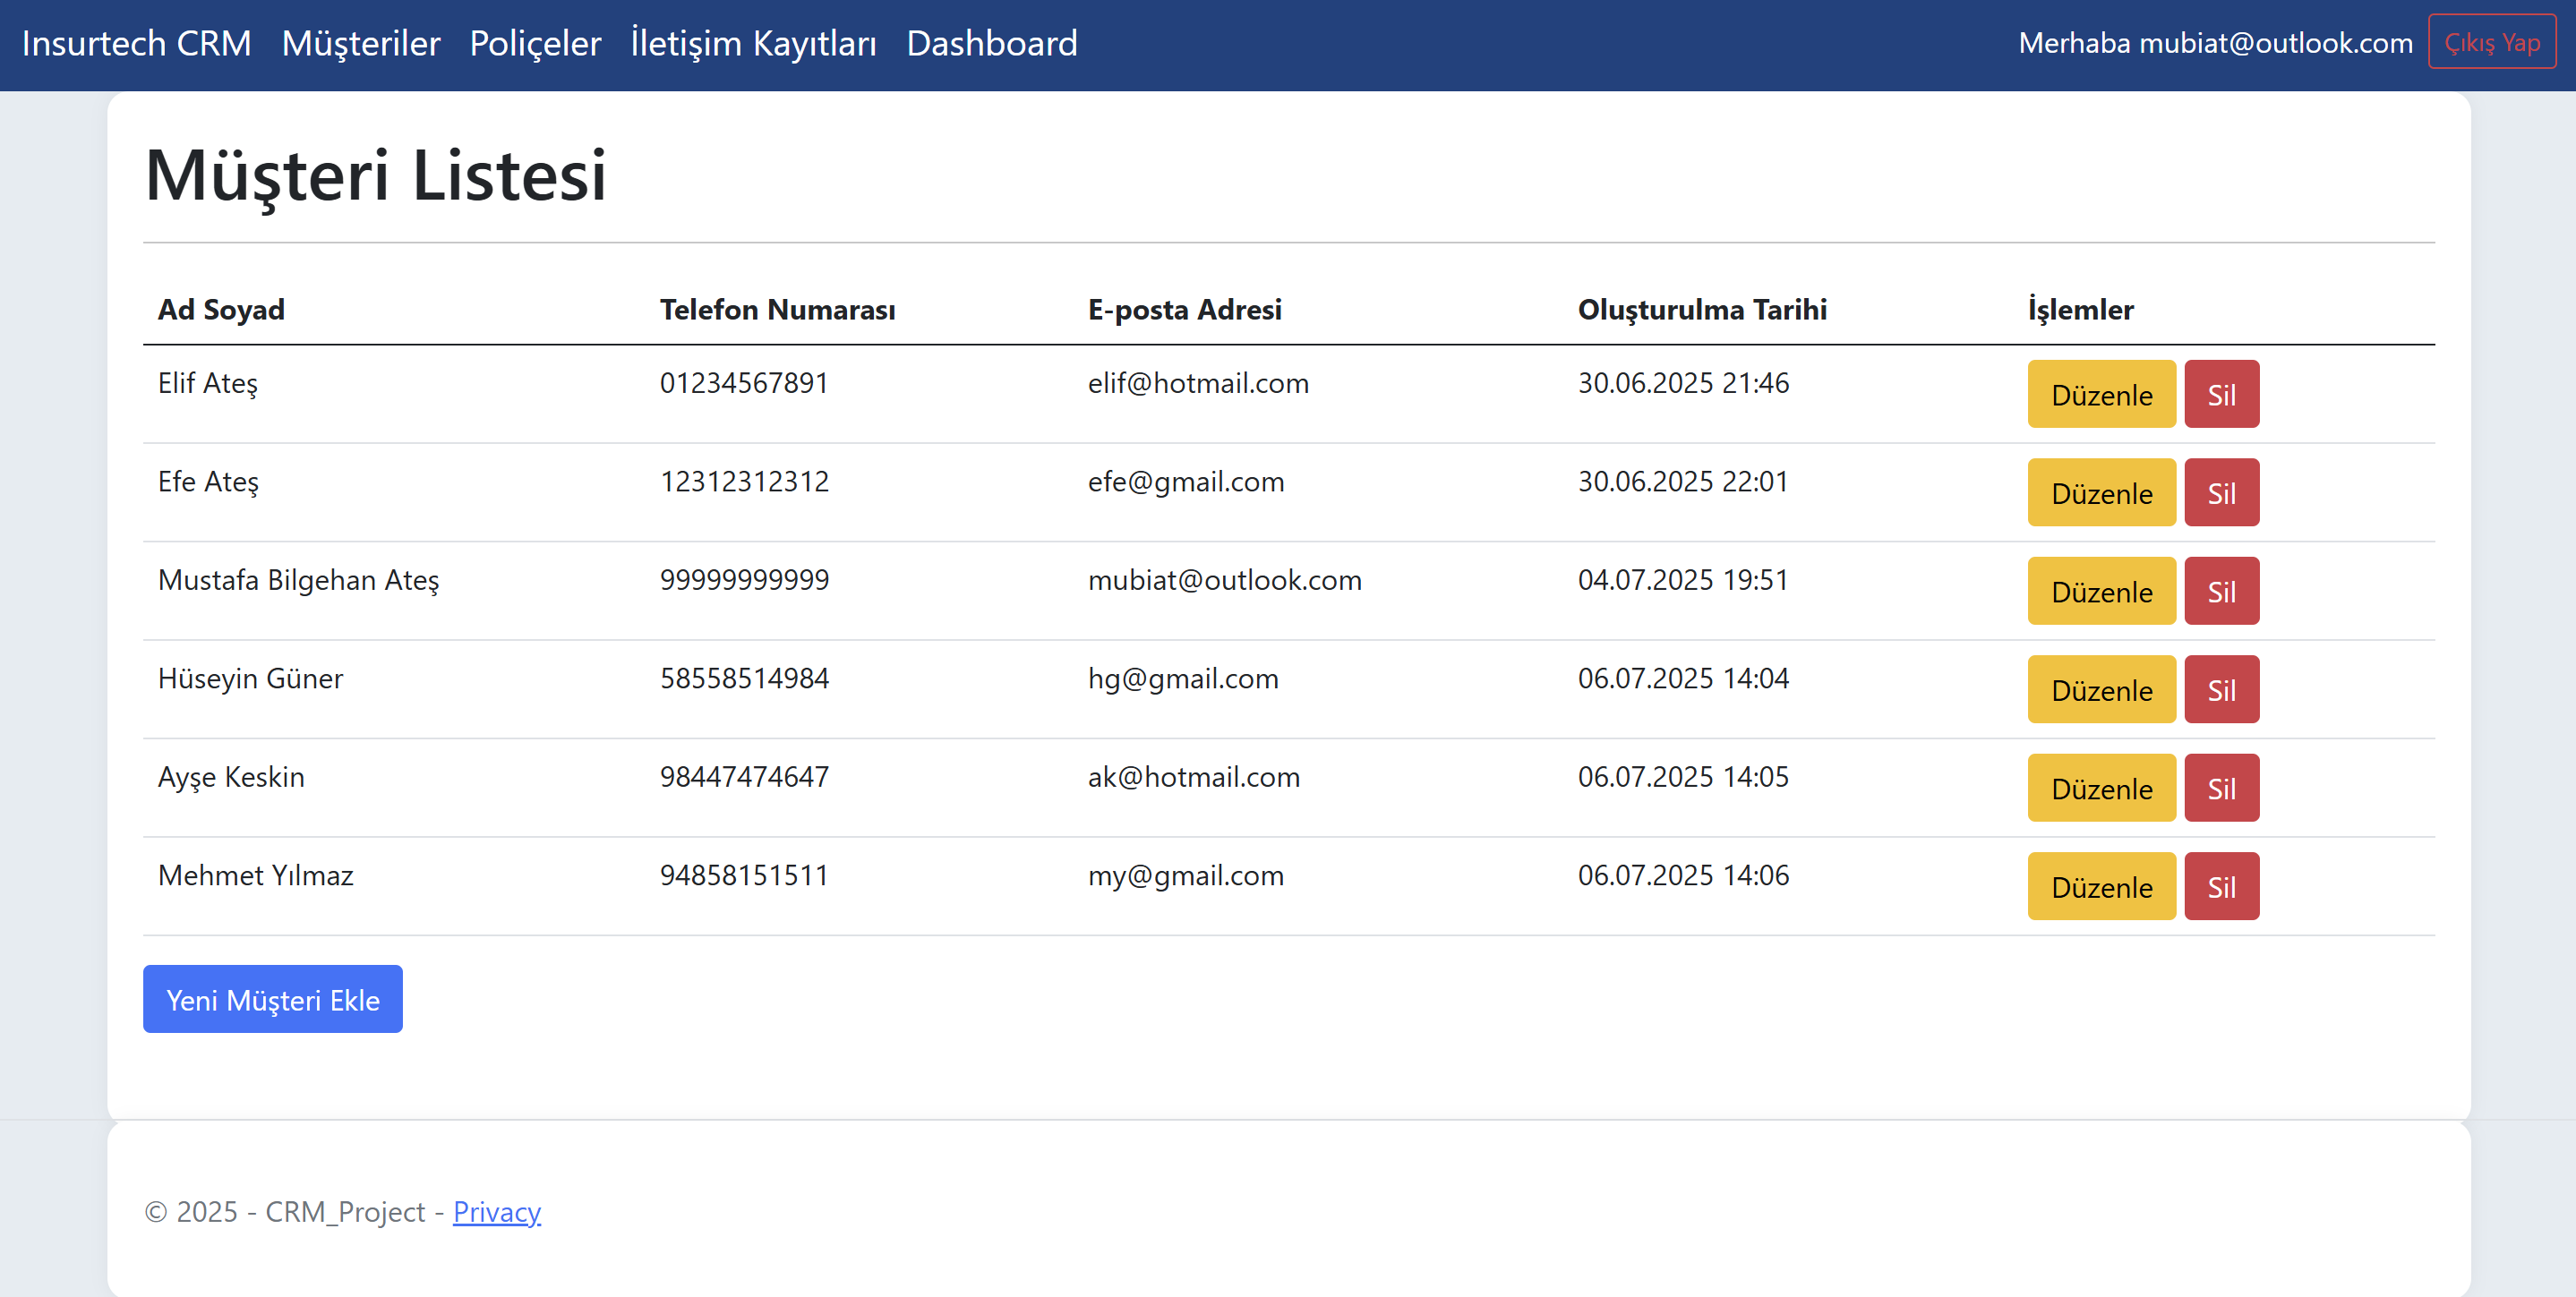 Insurtech CRM Müşteriler Poliçeler İletişim Kayıtları Dashboard Merhaba mubiat@outlook.com Çıkış Yap
Müşteri Listesi
Ad Soyad Telefon Numarası E-posta Adresi Oluşturulma Tarihi İşlemler
Elif Ateş 01234567891 elif@hotmail.com 30.06.2025 21:46 Düzenle Sil
Efe Ateş 12312312312 efe@gmail.com 30.06.2025 22:01 Düzenle Sil
Mustafa Bilgehan Ateş 99999999999 mubiat@outlook.com 04.07.2025 19:51 Düzenle Sil
Hüseyin Güner 58558514984 hg@gmail.com 06.07.2025 14:04 Düzenle Sil
Ayşe Keskin 98447474647 ak@hotmail.com 06.07.2025 14:05 Düzenle Sil
Mehmet Yılmaz 94858151511 my@gmail.com 06.07.2025 14:06 Düzenle Sil
Yeni Müşteri Ekle
© 2025 - CRM_Project - Privacy